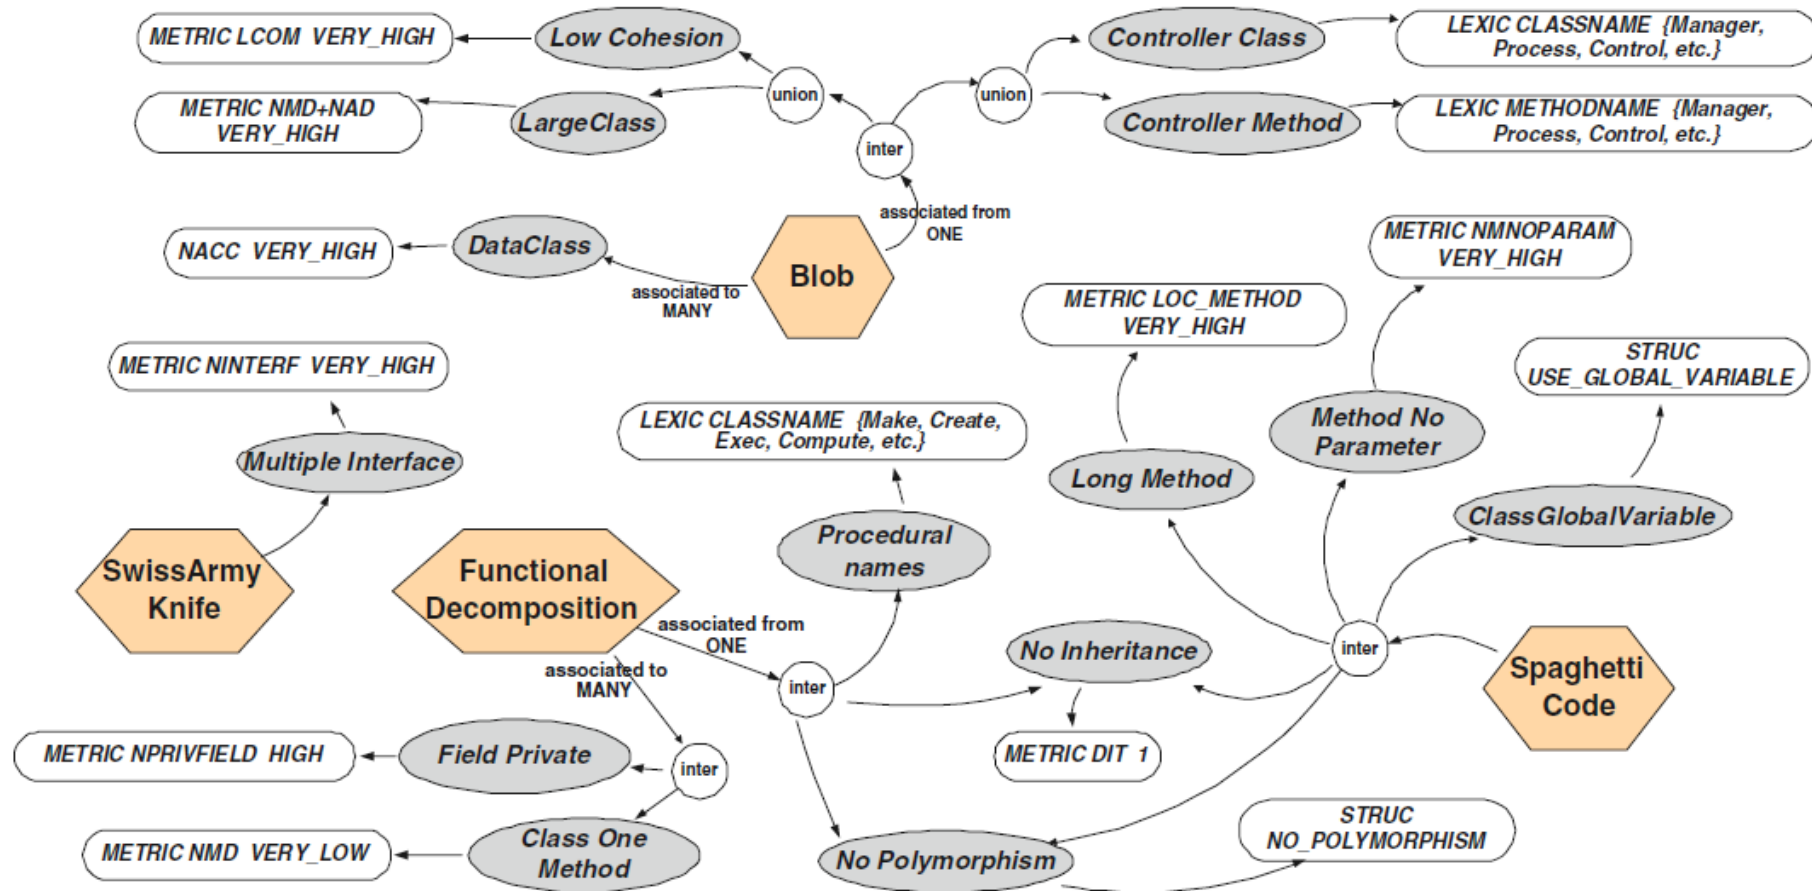 METRIC LCOM VERY_HIGH
Low Cohesion
union
METRIC NMD+NAD
VERY_HIGH
LargeClass
inter
union
Controller Class
LEXIC CLASSNAME {Manager,
Process, Control, etc.}
Controller Method
LEXIC METHODNAME {Manager,
Process, Control, etc.}
associated from
ONE
NACC VERY_HIGH
DataClass
associated to
MANY
Blob
METRIC NMNOPARAM
VERY_HIGH
METRIC LOC_METHOD
VERY_HIGH
STRUC
USE_GLOBAL_VARIABLE
METRIC NINTERF VERY_HIGH
Multiple Interface
SwissArmy
Knife
LEXIC CLASSNAME {Make, Create,
Exec, Compute, etc.}
Procedural
names
Long Method
Method No
Parameter
ClassGlobalVariable
Functional
Decomposition
associated from
ONE
associated to
MANY
inter
No Inheritance
inter
Spaghetti
Code
METRIC NPRIVFIELD HIGH
Field Private
inter
METRIC DIT 1
METRIC NMD VERY_LOW
Class One
Method
No Polymorphism
STRUC
NO_POLYMORPHISM